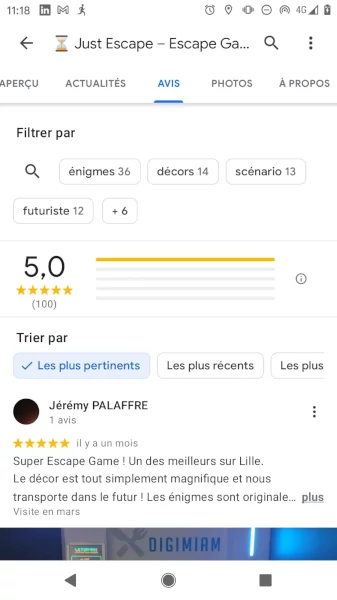 11:18
4G
Just Escape – Escape Ga...
APERÇU
ACTUALITÉS
AVIS
PHOTOS
À PROPOS
Filtrer par
énigmes 36
décors 14
scénario 13
futuriste 12
+ 6
5,0
(100)
Trier par
Les plus pertinents
Les plus récents
Les plus
Jérémy PALAFFRE
1 avis
il y a un mois
Super Escape Game ! Un des meilleurs sur Lille.
Le décor est tout simplement magnifique et nous
transporte dans le futur ! Les énigmes sont originale... plus
Visite en mars
DIGIMIAM